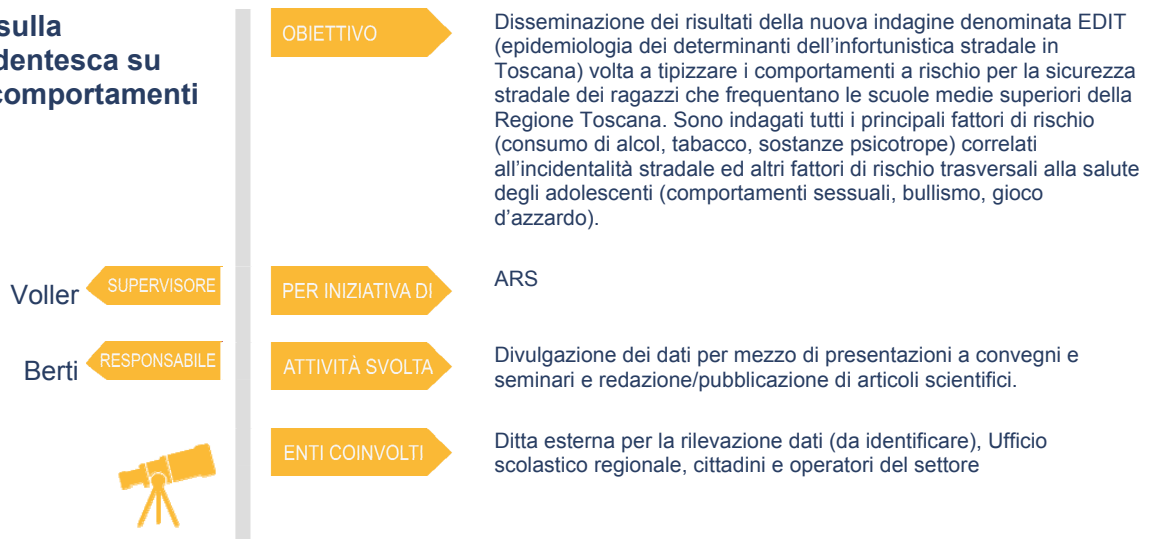 sulla
dentesca su
comportamenti
Voller
SUPERVISORE
Berti
RESPONSABILE
OBIETTIVO
Disseminazione dei risultati della nuova indagine denominata EDIT
(epidemiologia dei determinanti dell’infortunistica stradale in
Toscana) volta a tipizzare i comportamenti a rischio per la sicurezza
stradale dei ragazzi che frequentano le scuole medie superiori della
Regione Toscana. Sono indagati tutti i principali fattori di rischio
(consumo di alcol, tabacco, sostanze psicotrope) correlati
all’incidentalità stradale ed altri fattori di rischio trasversali alla salute
degli adolescenti (comportamenti sessuali, bullismo, gioco
d’azzardo).
PER INIZIATIVA DI
ARS
ATTIVITÀ SVOLTA
Divulgazione dei dati per mezzo di presentazioni a convegni e
seminari e redazione/pubblicazione di articoli scientifici.
ENTI COINVOLTI
Ditta esterna per la rilevazione dati (da identificare), Ufficio
scolastico regionale, cittadini e operatori del settore